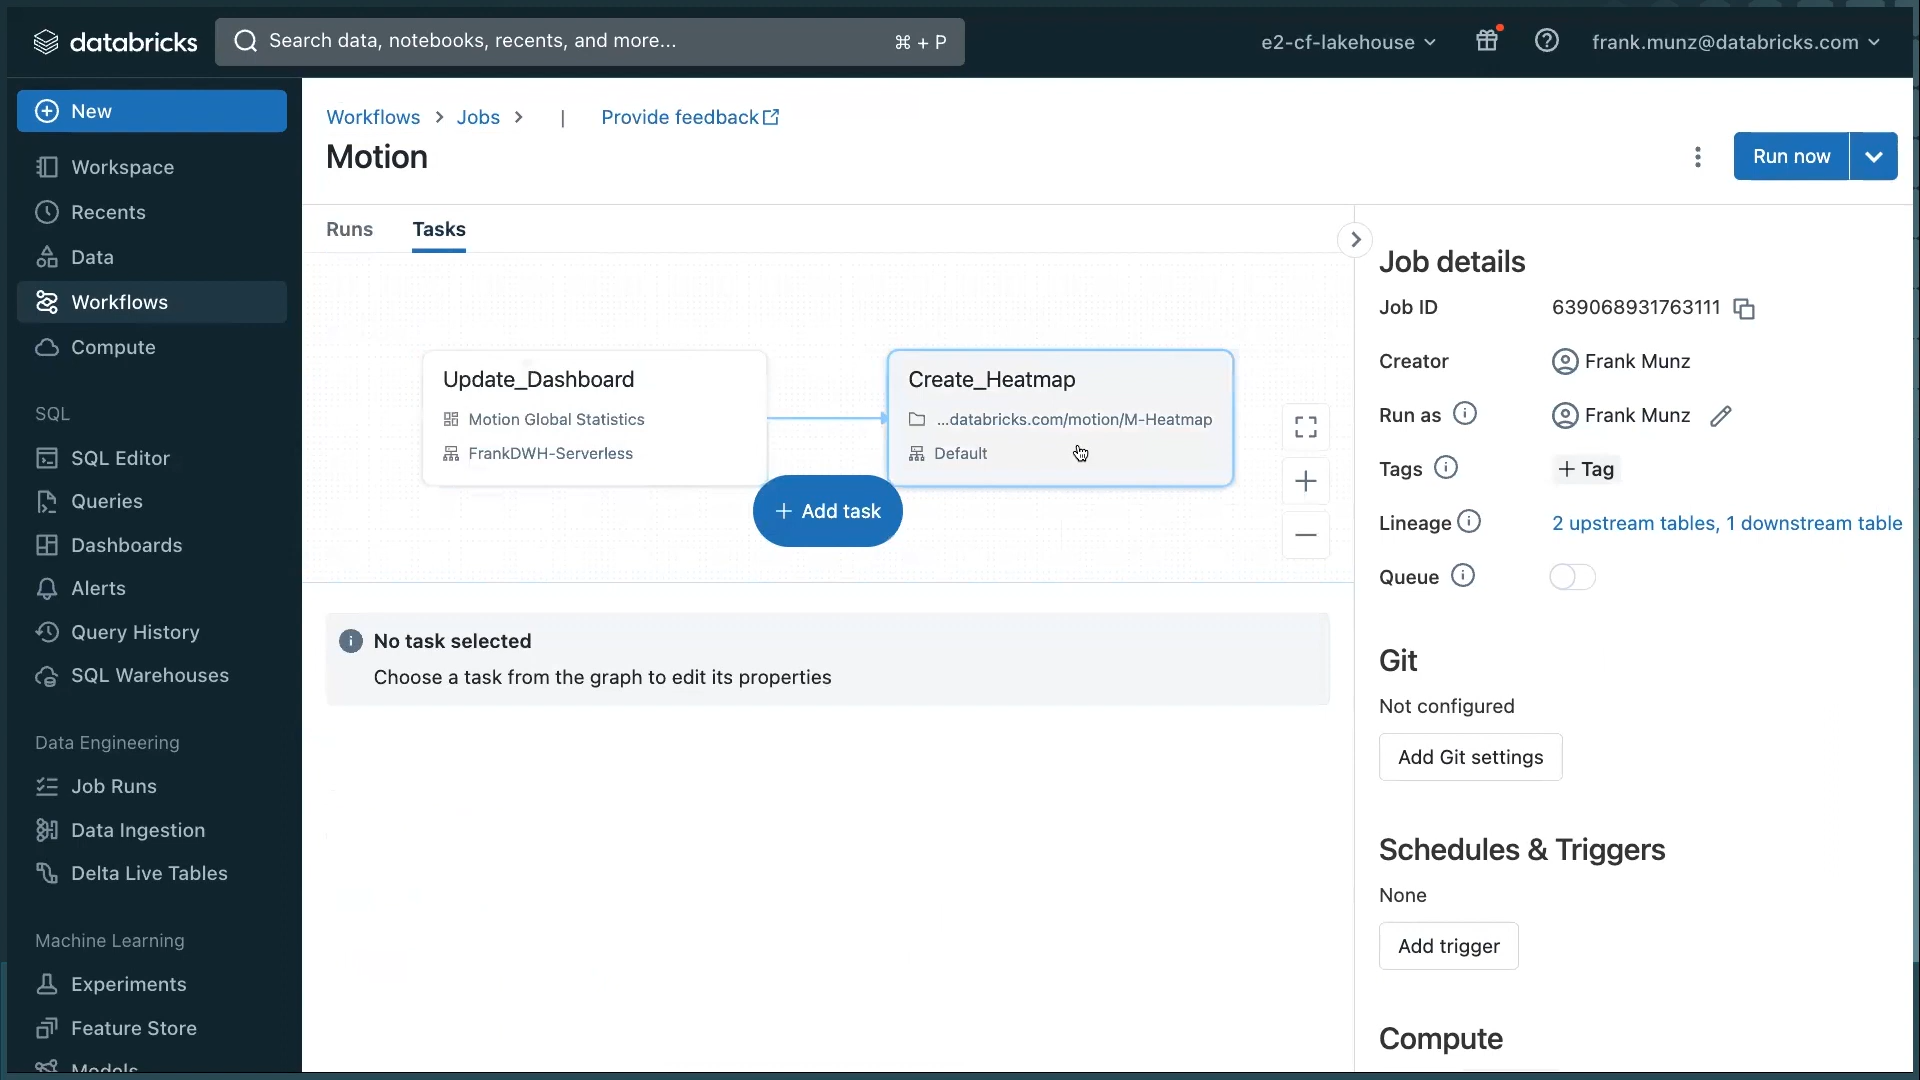 databricks
Search data, notebooks, recents, and more...
⌘ + P
e2-cf-lakehouse
frank.munz@databricks.com
New
Workspace
Recents
Data
Workflows
Compute
SQL
SQL Editor
Queries
Dashboards
Alerts
Query History
SQL Warehouses
Data Engineering
Job Runs
Data Ingestion
Delta Live Tables
Machine Learning
Experiments
Feature Store
Models
Workflows > Jobs > | Provide feedback
Motion
Run now
Runs
Tasks
Update_Dashboard
Motion Global Statistics
FrankDWH-Serverless
Create_Heatmap
...databricks.com/motion/M-Heatmap
Default
+ Add task
No task selected
Choose a task from the graph to edit its properties
Job details
Job ID 639068931763111
Creator Frank Munz
Run as Frank Munz
Tags + Tag
Lineage 2 upstream tables, 1 downstream table
Queue
Git
Not configured
Add Git settings
Schedules & Triggers
None
Add trigger
Compute